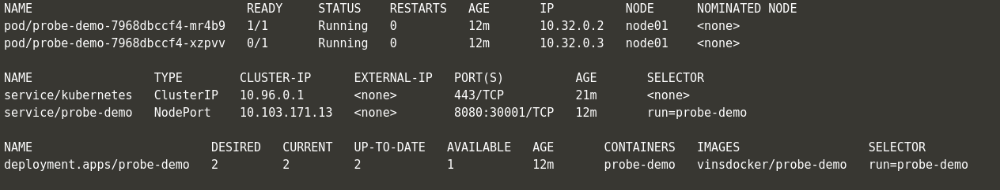 NAME READY STATUS RESTARTS AGE IP NODE NOMINATED NODE
pod/probe-demo-7968dbccf4-mr4b9 1/1 Running 0 12m 10.32.0.2 node01 <none>
pod/probe-demo-7968dbccf4-xzpvv 0/1 Running 0 12m 10.32.0.3 node01 <none>
NAME TYPE CLUSTER-IP EXTERNAL-IP PORT(S) AGE SELECTOR
service/kubernetes ClusterIP 10.96.0.1 <none> 443/TCP 21m <none>
service/probe-demo NodePort 10.103.171.13 <none> 8080:30001/TCP 12m run=probe-demo
NAME DESIRED CURRENT UP-TO-DATE AVAILABLE AGE CONTAINERS IMAGES SELECTOR
deployment.apps/probe-demo 2 2 2 1 12m probe-demo vinsdocker/probe-demo run=probe-demo